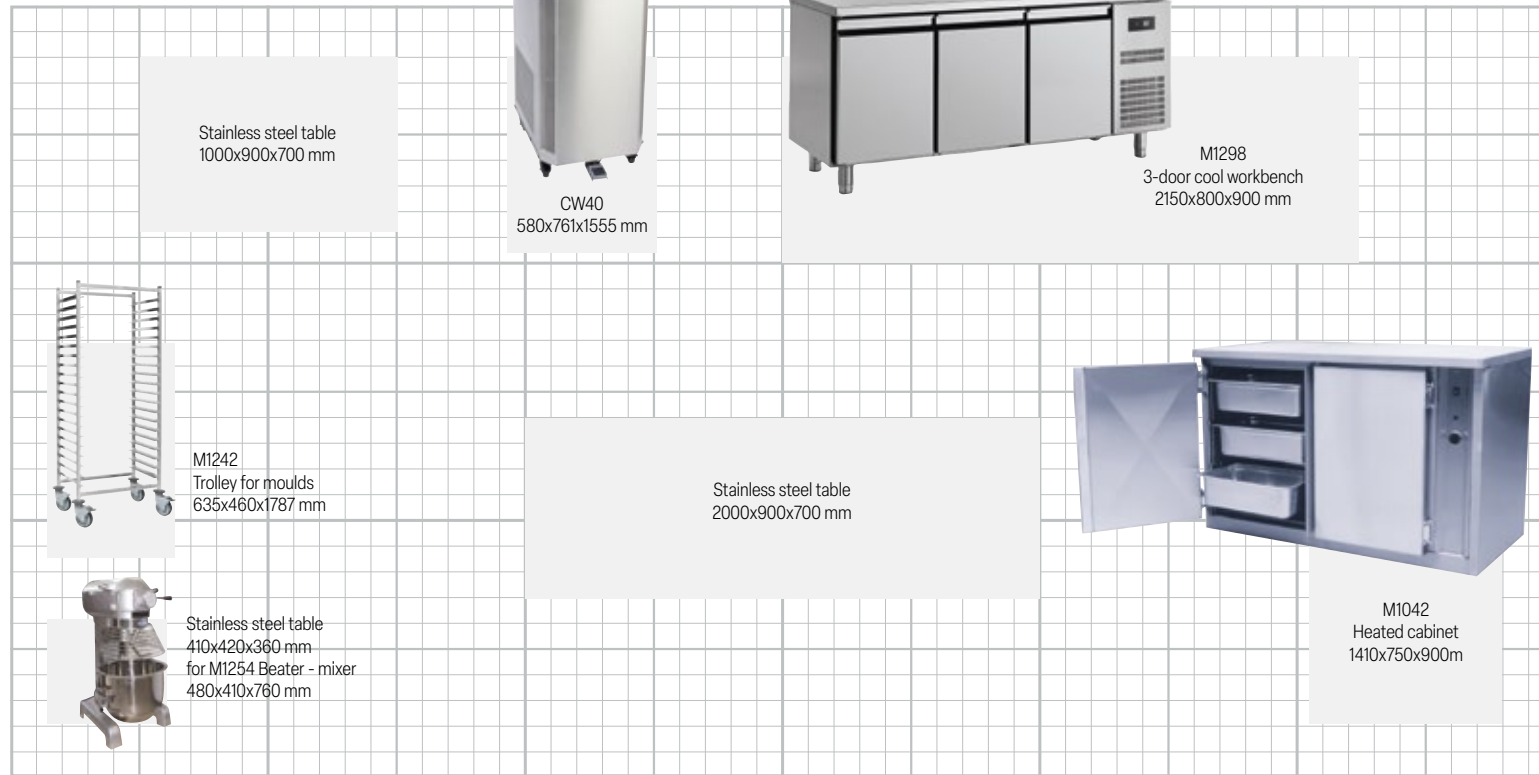 Stainless steel table
1000x900x700 mm
CW40
580x761x1555 mm
M1298
3-door cool workbench
2150x800x900 mm
M1242
Trolley for moulds
635x460x1787 mm
Stainless steel table
2000x900x700 mm
Stainless steel table
410x420x360 mm
for M1254 Beater - mixer
480x410x760 mm
M1042
Heated cabinet
1410x750x900m